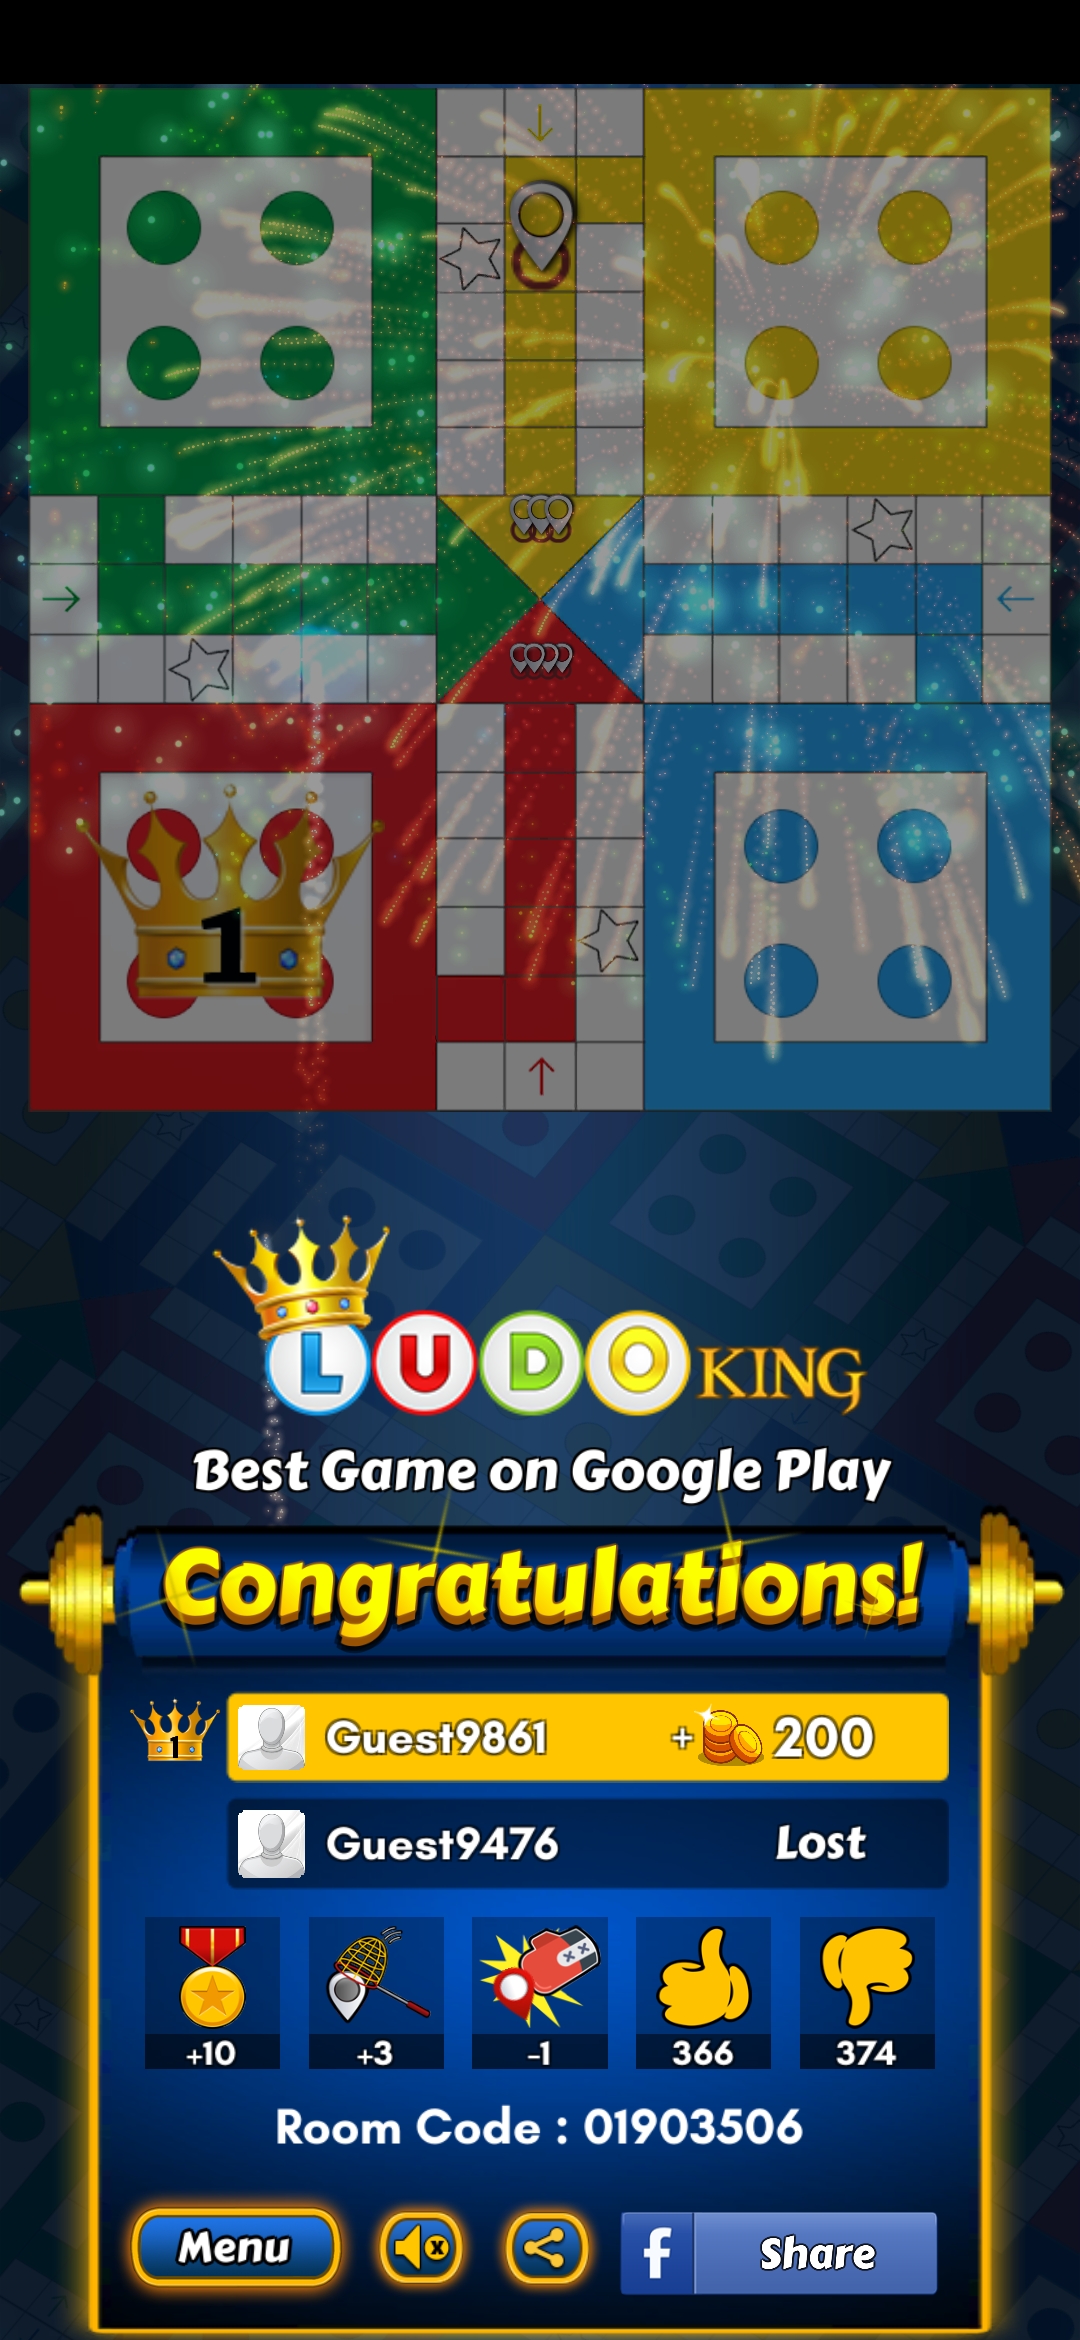 1
LUDO KING
Best Game on Google Play
Congratulations!
1 Guest9861 + 200
Guest9476 Lost
+10 +3 -1 366 374
Room Code : 01903506
Menu x f Share